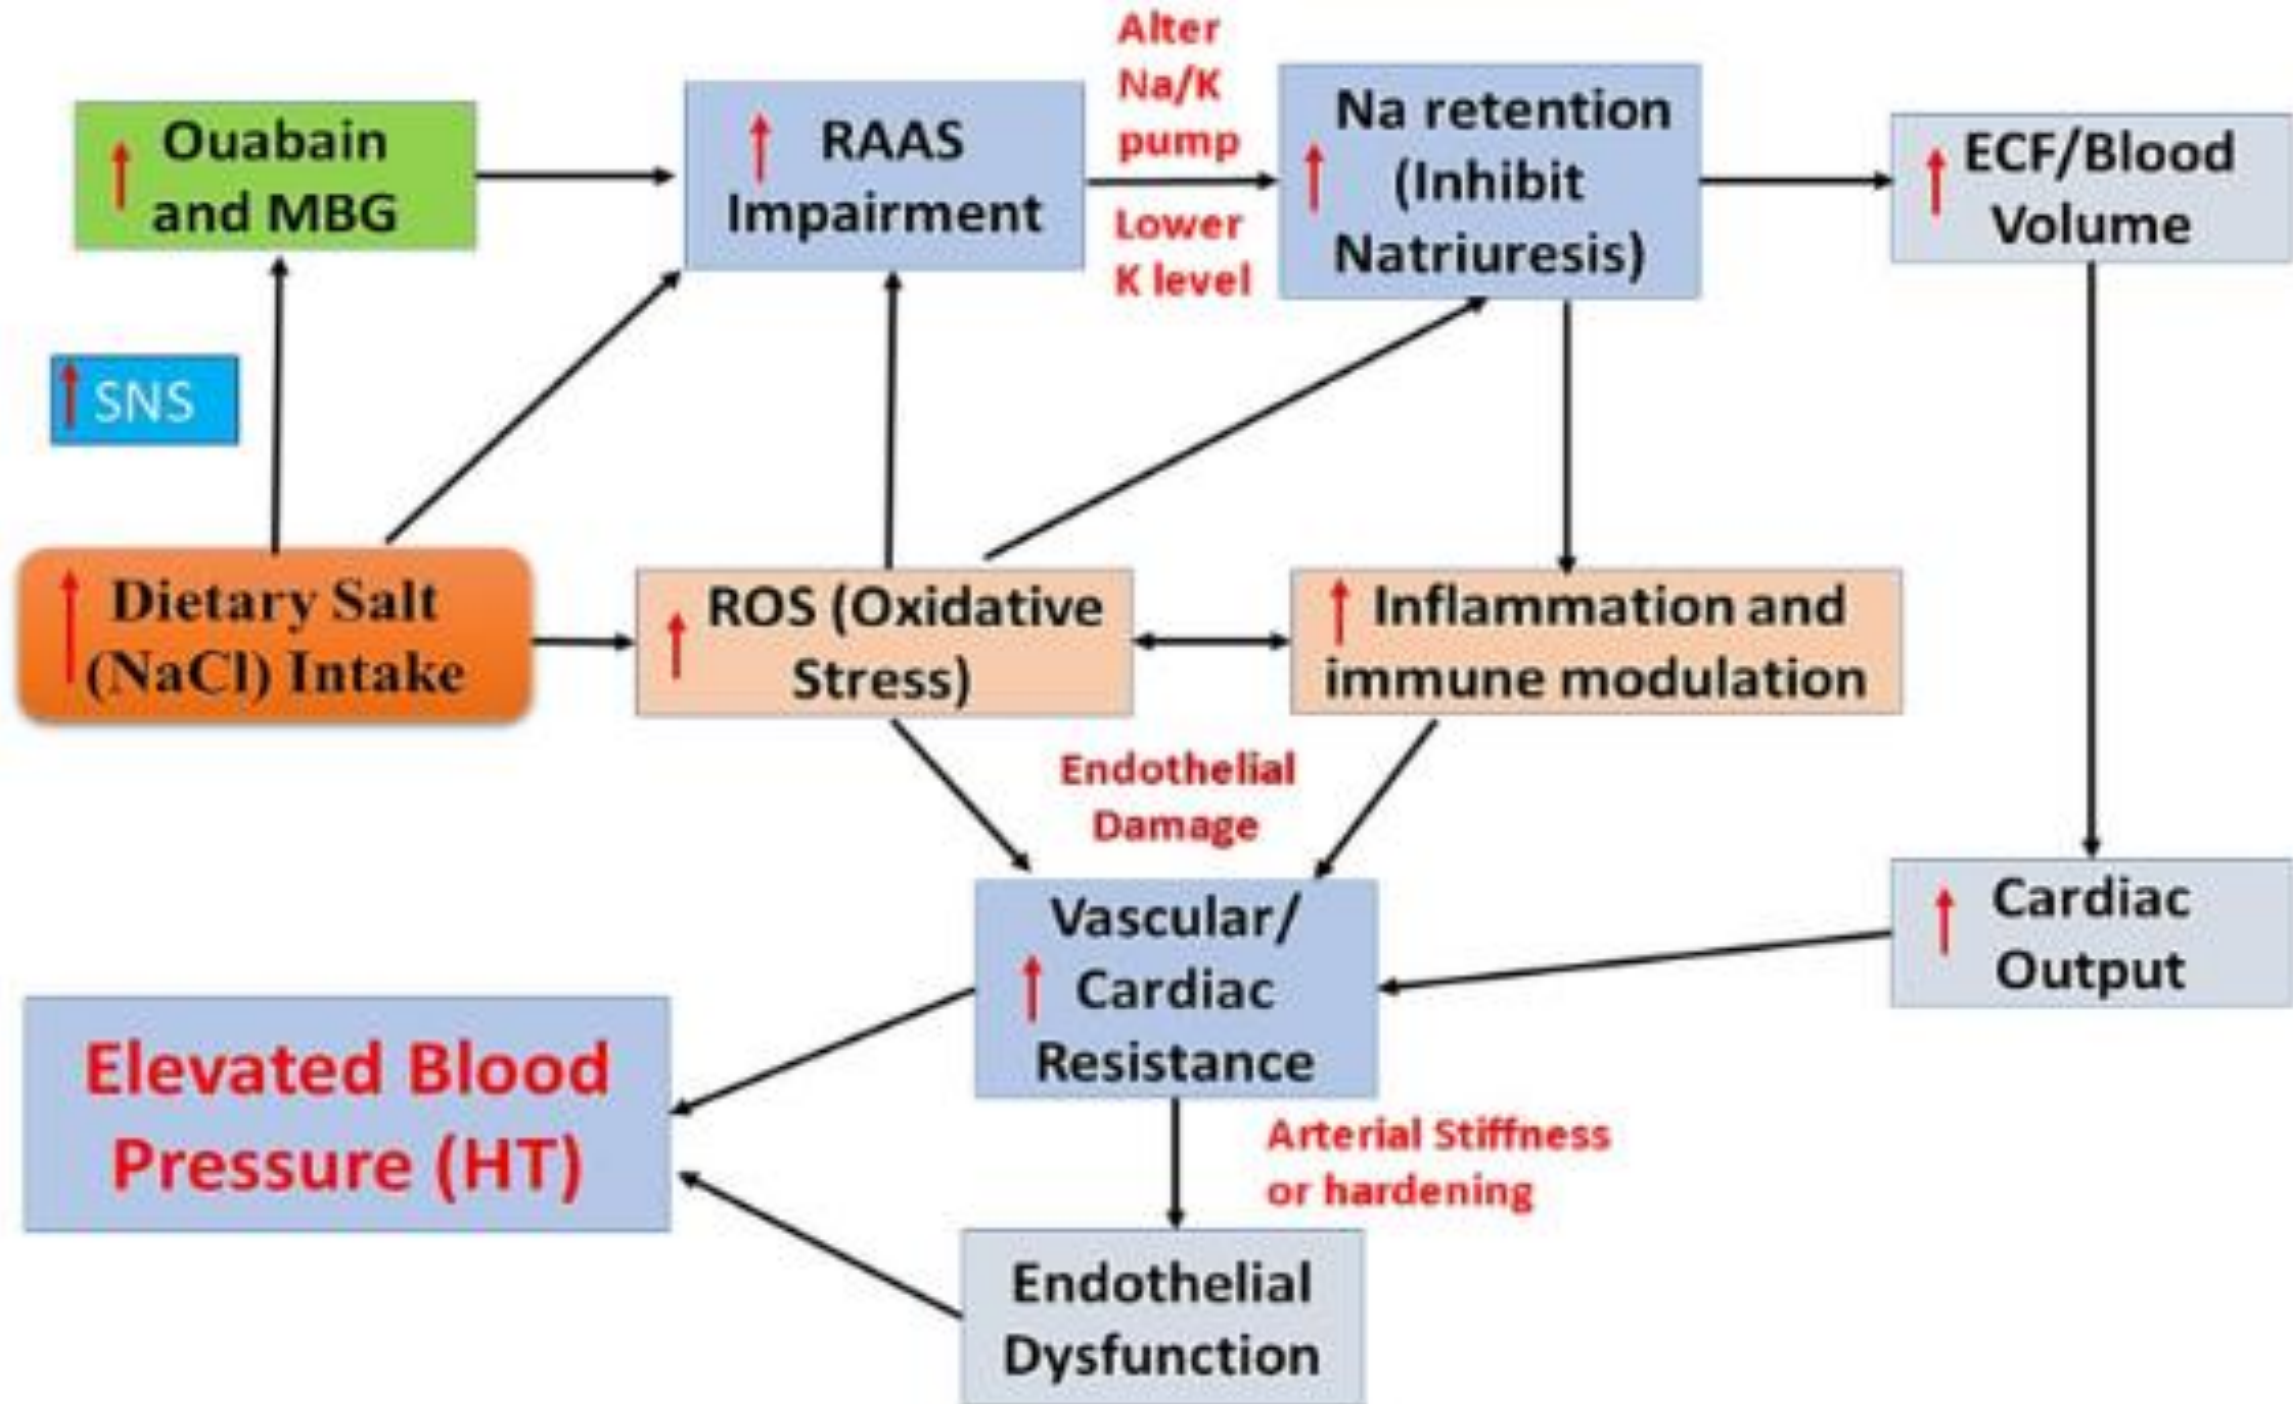 Ouabain
and MBG
RAAS
Impairment
Alter
Na/K
pump
Lower
K level
Na retention
(Inhibit
Natriuresis)
ECF/Blood
Volume
SNS
Dietary Salt
(NaCl) Intake
ROS (Oxidative
Stress)
Inflammation and
immune modulation
Endothelial
Damage
Vascular/
Cardiac
Resistance
Cardiac
Output
Elevated Blood
Pressure (HT)
Arterial Stiffness
or hardening
Endothelial
Dysfunction